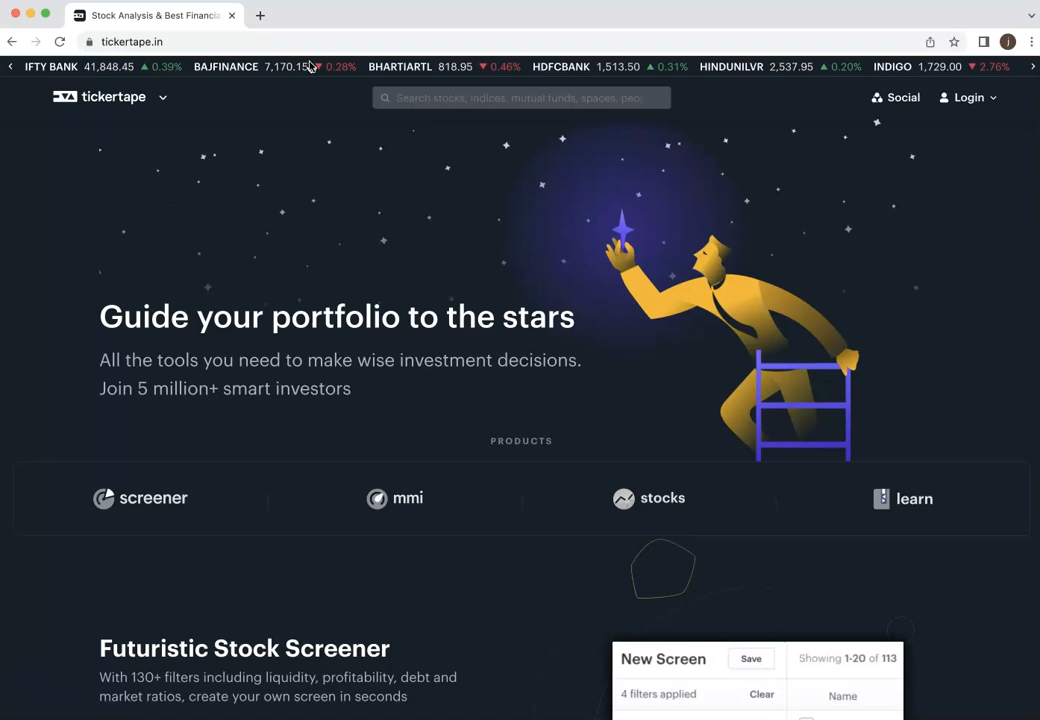 Stock Analysis & Best Financia
tickertape.in
j
IFTY BANK 41,848.45 ▲ 0.39% BAJFINANCE 7,170.15 ▼ 0.28% BHARTIARTL 818.95 ▼ 0.46% HDFCBANK 1,513.50 ▲ 0.31% HINDUNILVR 2,537.95 ▲ 0.20% INDIGO 1,729.00 ▼ 2.76%
tickertape
Search stocks, indices, mutual funds, spaces, peo
Social
Login
Guide your portfolio to the stars
All the tools you need to make wise investment decisions.
Join 5 million+ smart investors
PRODUCTS
screener
mmi
stocks
learn
Futuristic Stock Screener
With 130+ filters including liquidity, profitability, debt and
market ratios, create your own screen in seconds
New Screen
Save
Showing 1-20 of 113
4 filters applied
Clear
Name